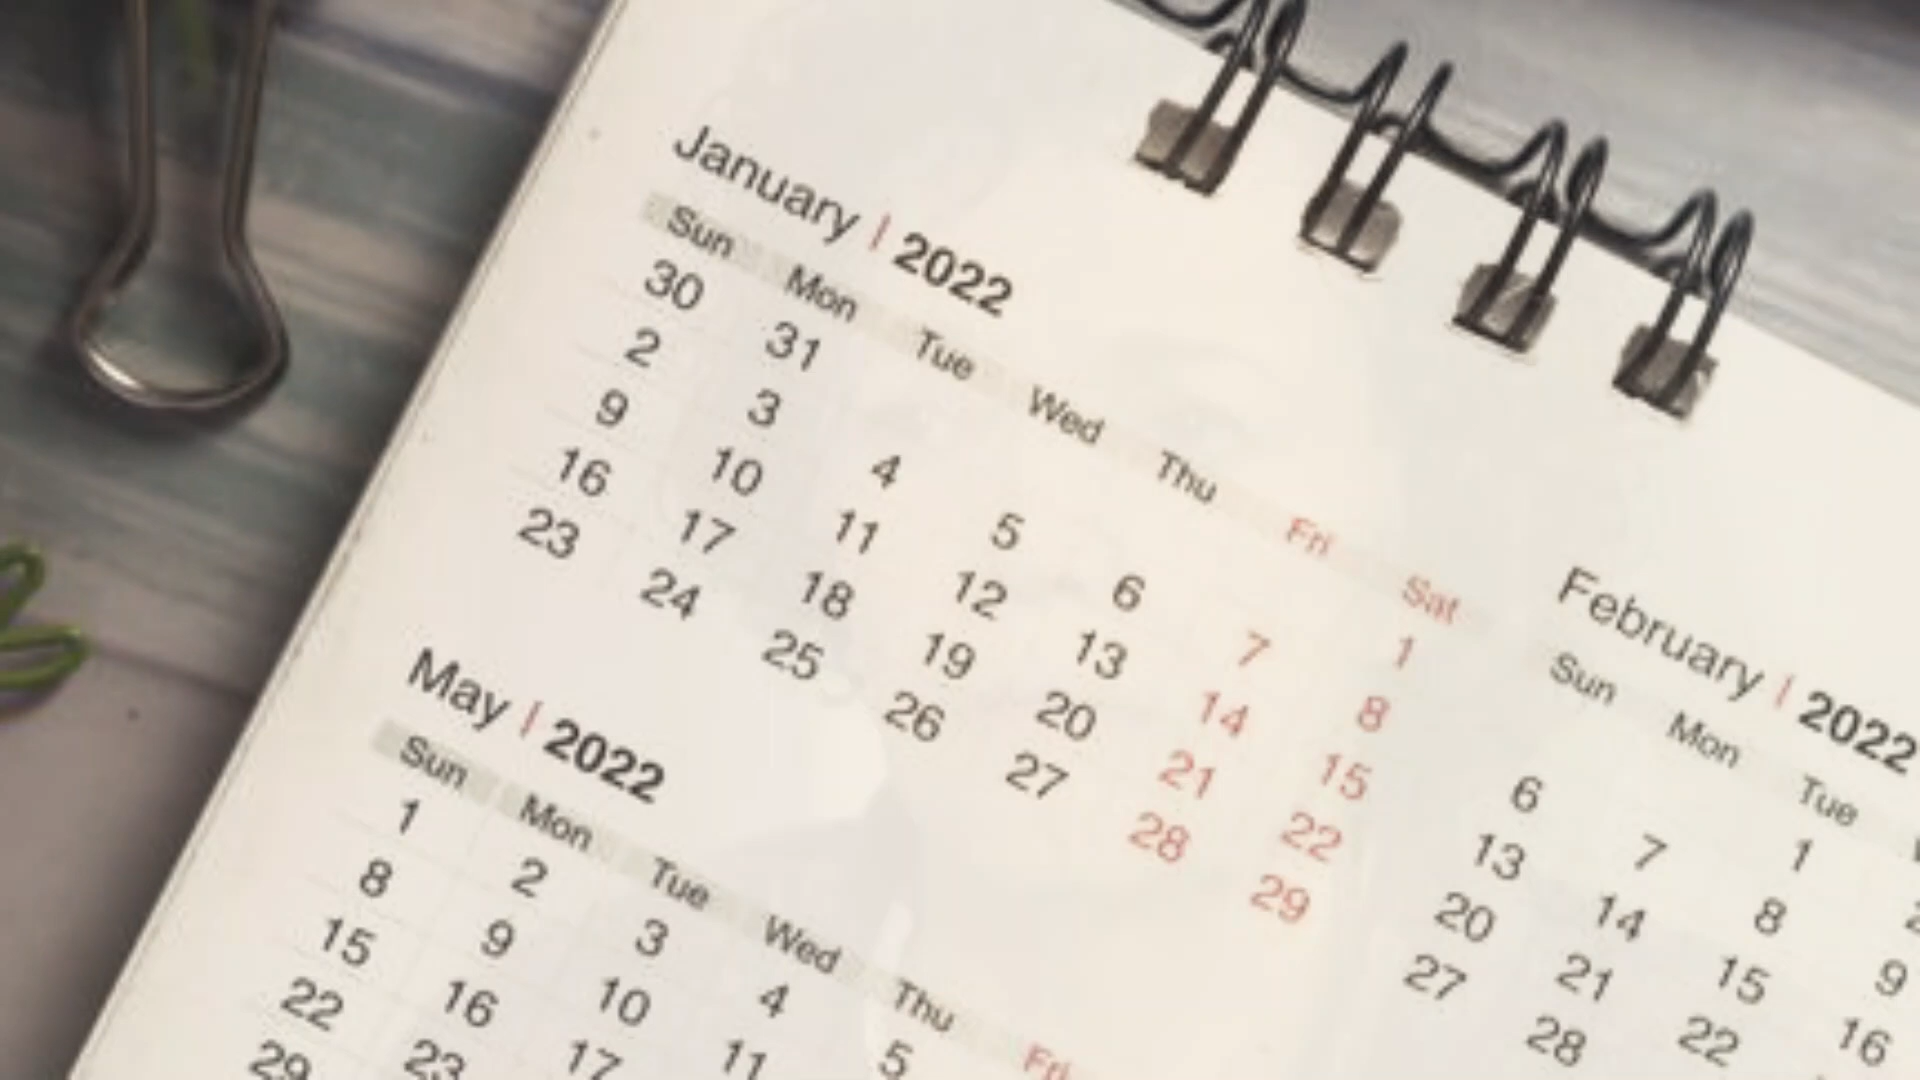 January | 2022
Sun Mon Tue Wed Thu Fri Sat
30 31 1
2 3 4 5 6 7 8
9 10 11 12 13 14 15
16 17 18 19 20 21 22
23 24 25 26 27 28 29
February | 2022
Sun Mon Tue
1
6 7 8 9
13 14 15 16
20 21 22
27 28
May | 2022
Sun Mon Tue Wed Thu Fri
1 2 3 4 5
8 9 10 11
15 16 17
22 23
29